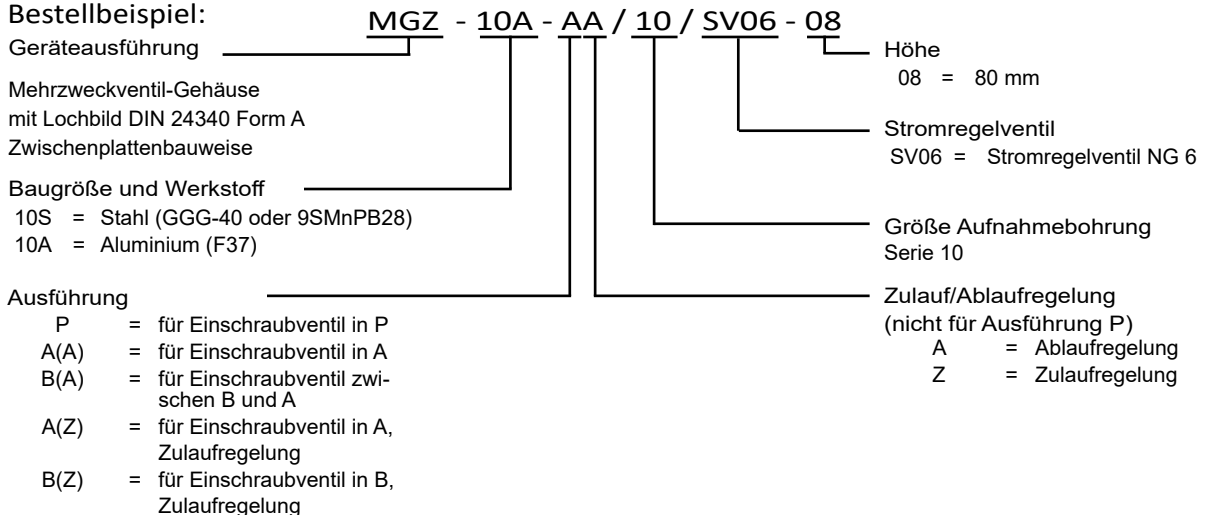 Bestellbeispiel:
MGZ - 10A - AA / 10 / SV06 - 08
Geräteausführung
Mehrzweckventil-Gehäuse
mit Lochbild DIN 24340 Form A
Zwischenplattenbauweise
Baugröße und Werkstoff
10S = Stahl (GGG-40 oder 9SMnPB28)
10A = Aluminium (F37)
Ausführung
P = für Einschraubventil in P
A(A) = für Einschraubventil in A
B(A) = für Einschraubventil zwi-
schen B und A
A(Z) = für Einschraubventil in A,
Zulaufregelung
B(Z) = für Einschraubventil in B,
Zulaufregelung
Höhe
08 = 80 mm
Stromregelventil
SV06 = Stromregelventil NG 6
Größe Aufnahmebohrung
Serie 10
Zulauf/Ablaufregelung
(nicht für Ausführung P)
A = Ablaufregelung
Z = Zulaufregelung